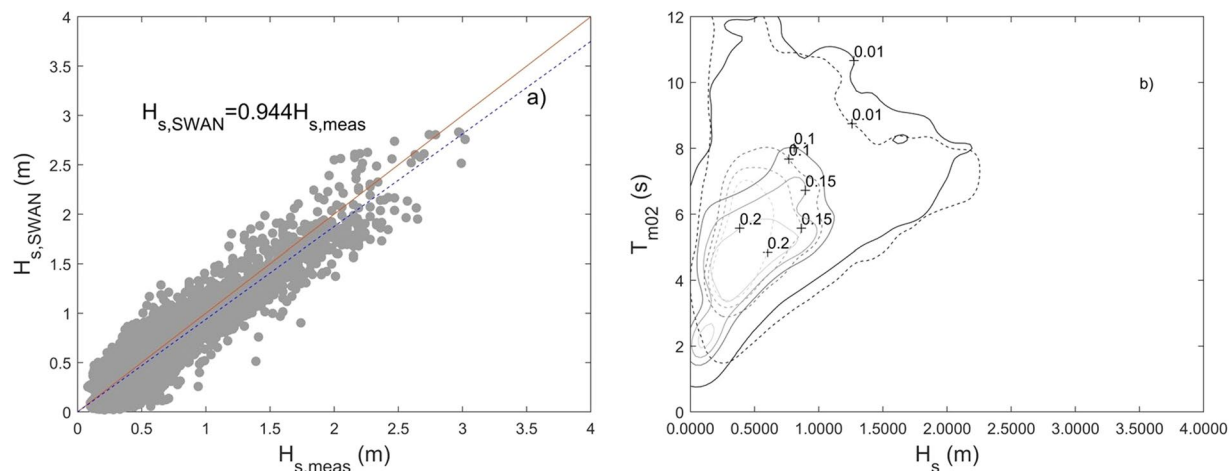 4
3.5
3
2.5
2
1.5
1
0.5
0
H_s,SWAN (m)
H_s,SWAN=0.944H_s,meas
a)
0 0.5 1 1.5 2 2.5 3 3.5 4
H_s,meas (m)
12
10
8
6
4
2
0
T_m02 (s)
0.01
b)
0.01
0.1
0.1
0.15
0.2 0.15
0.2
0.0000 0.5000 1.0000 1.5000 2.0000 2.5000 3.0000 3.5000 4.0000
H_s (m)